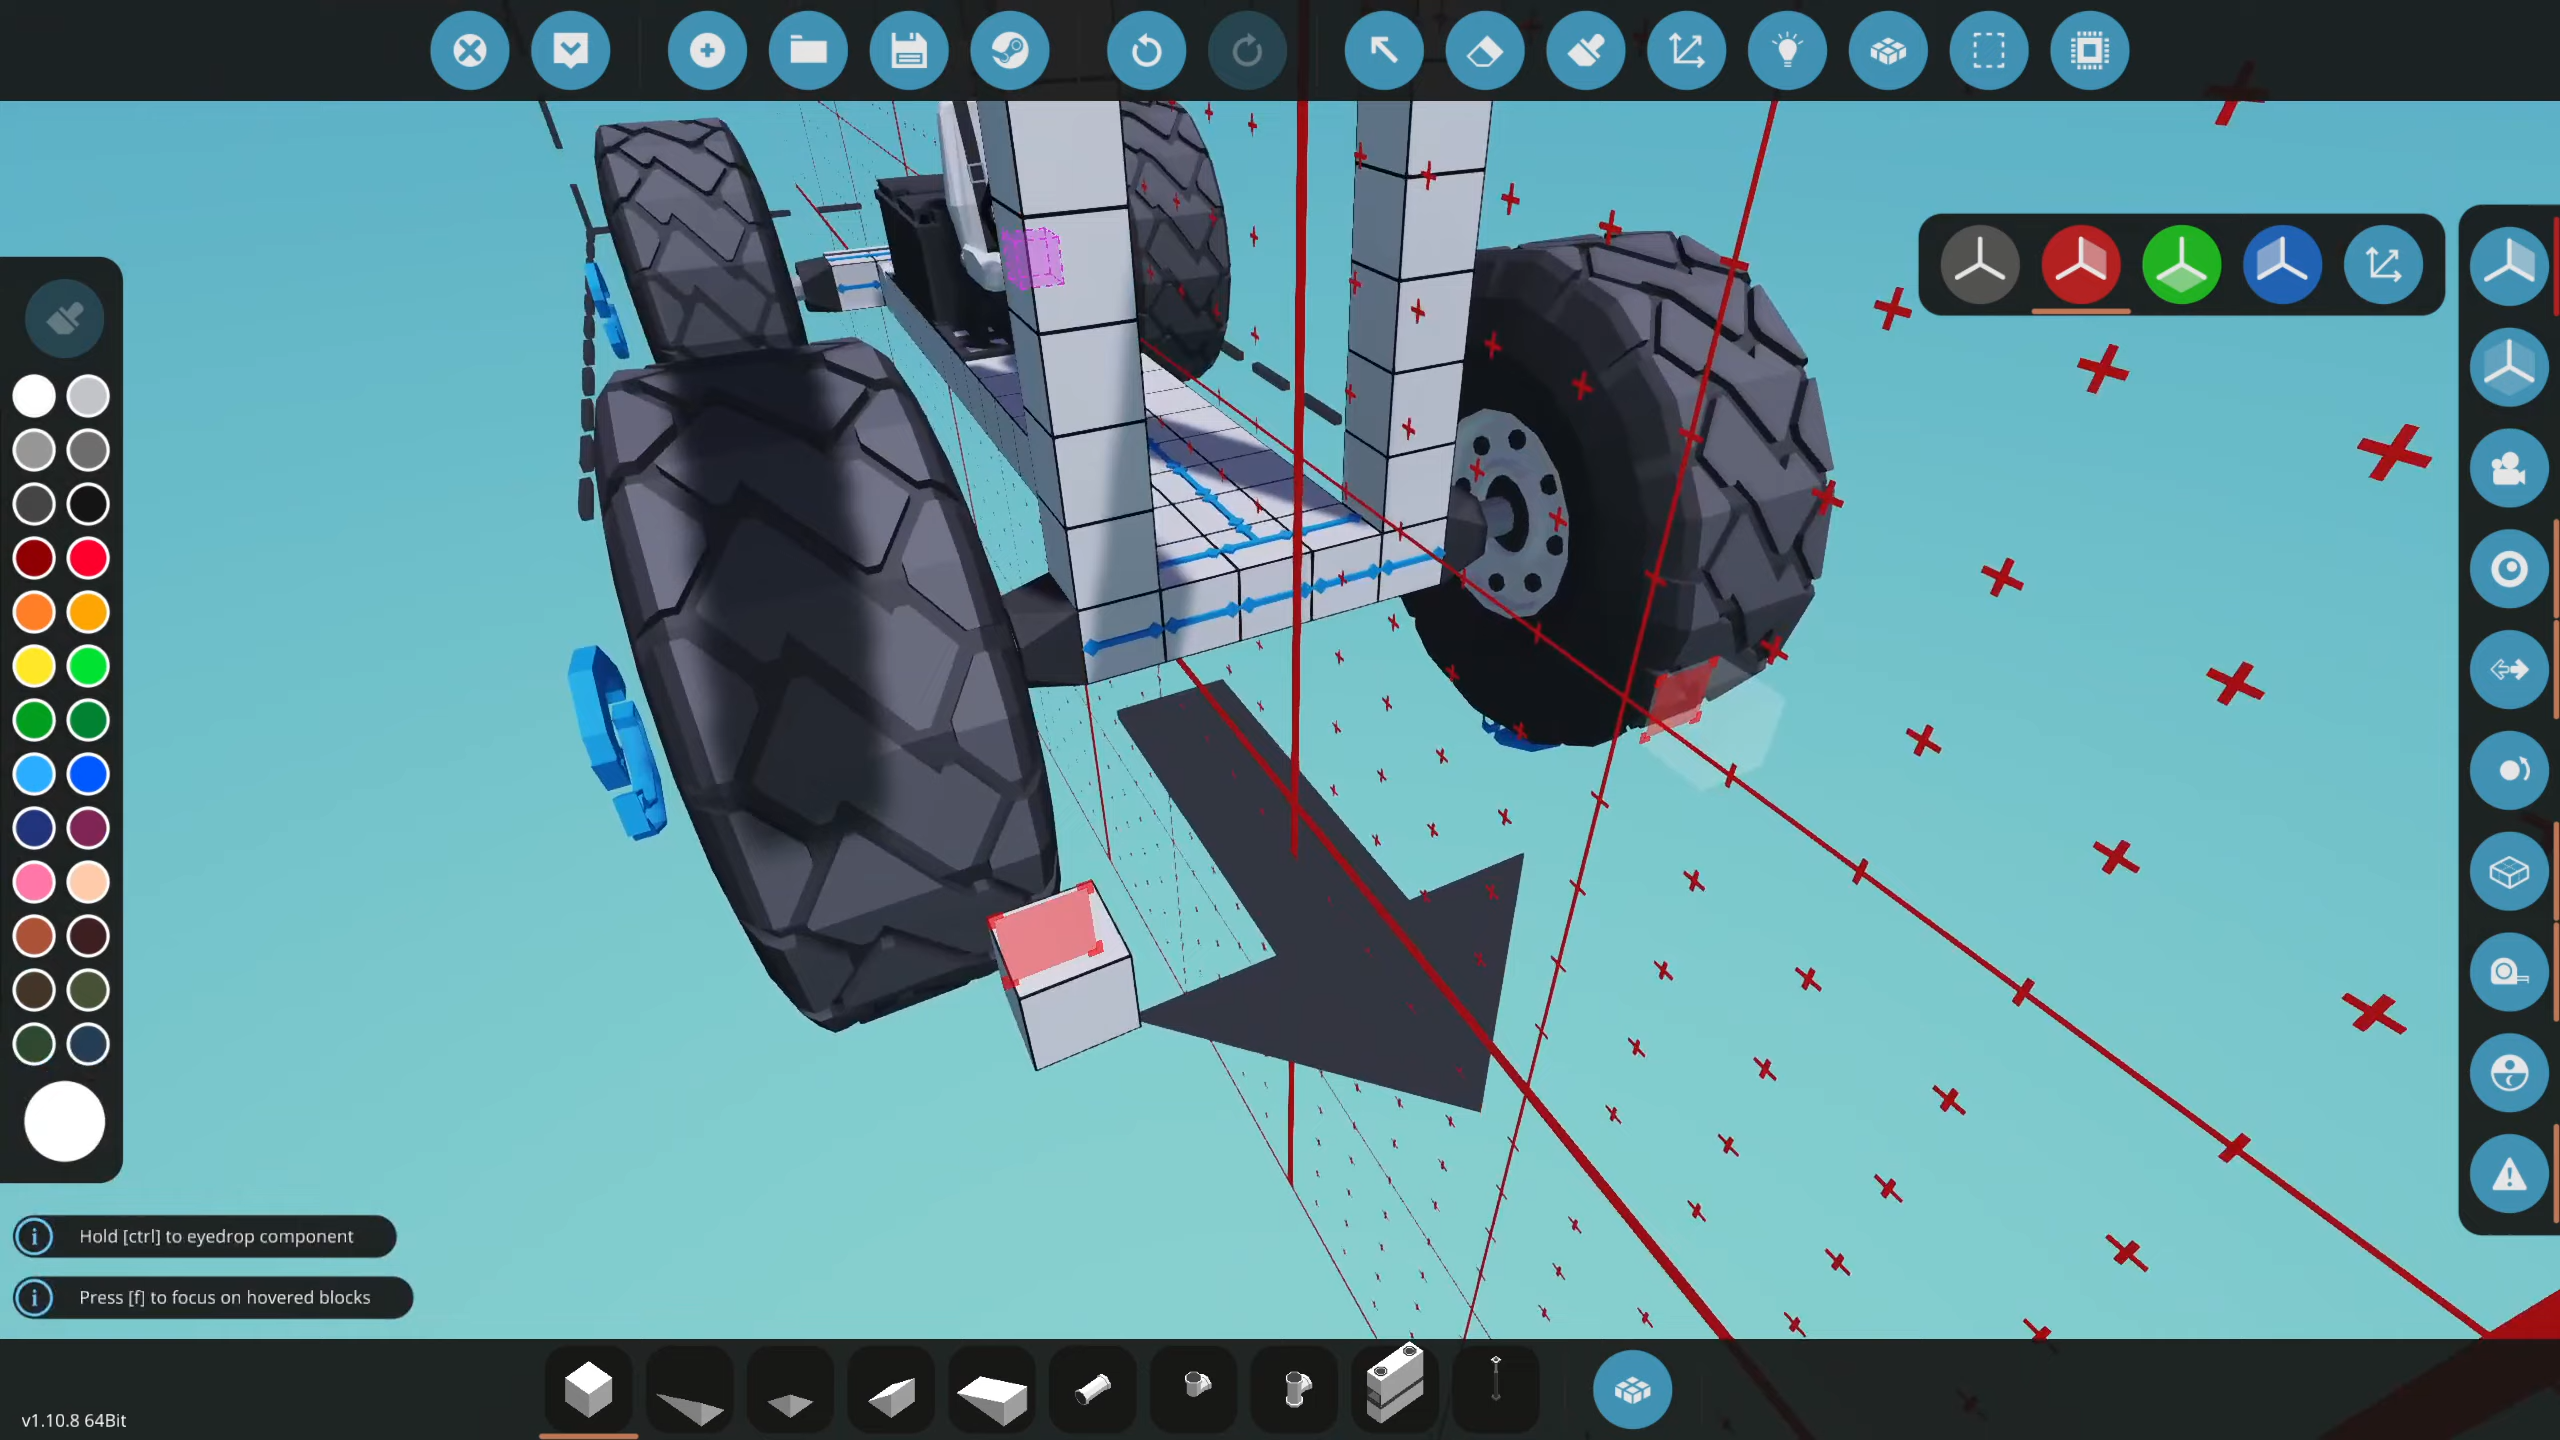 Hold [ctrl] to eyedrop component
Press [f] to focus on hovered blocks
v1.10.8 64Bit